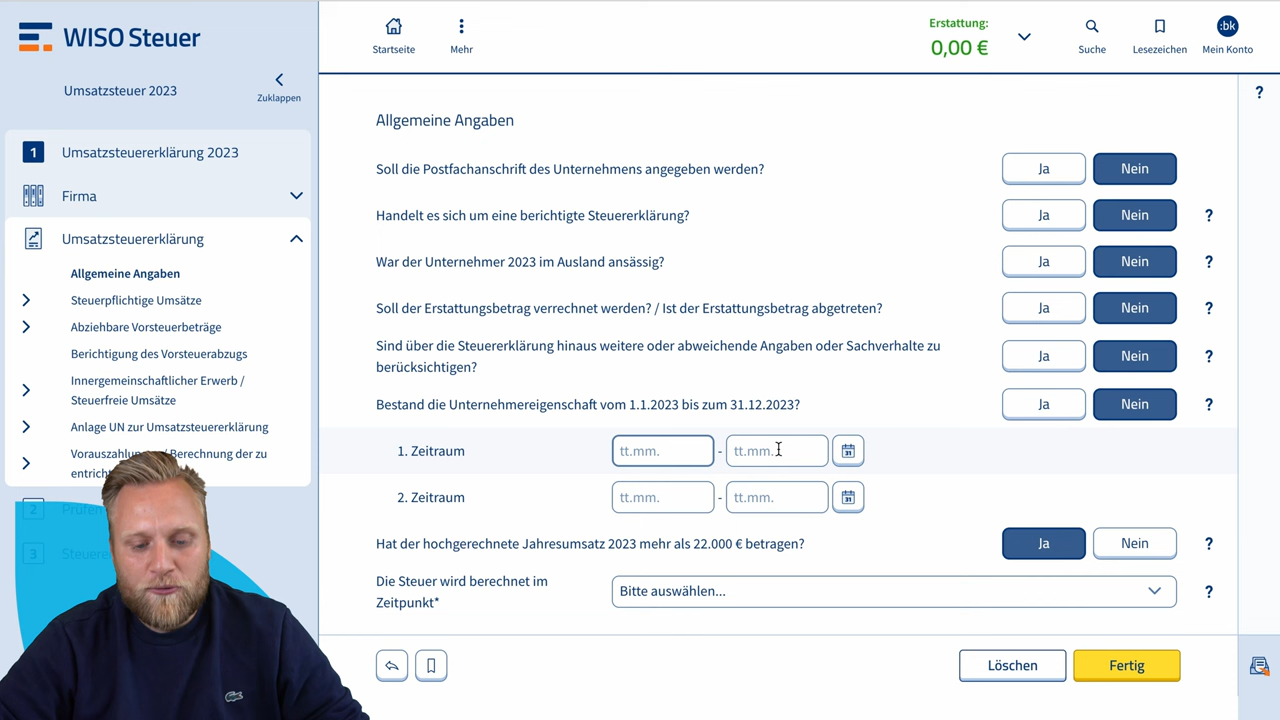 WISO Steuer
Umsatzsteuer 2023
Zuklappen
1 Umsatzsteuererklärung 2023
Firma
Umsatzsteuererklärung
Allgemeine Angaben
Steuerpflichtige Umsätze
Abziehbare Vorsteuerbeträge
Berichtigung des Vorsteuerabzugs
Innergemeinschaftlicher Erwerb /
Steuerfreie Umsätze
Anlage UN zur Umsatzsteuererklärung
/ Berechnung der zu
2
3
Startseite
Mehr
Erstattung:
0,00 €
Suche
Lesezeichen
:bk
Mein Konto
?
Allgemeine Angaben
Soll die Postfachanschrift des Unternehmens angegeben werden? Ja Nein
Handelt es sich um eine berichtigte Steuererklärung? Ja Nein ?
War der Unternehmer 2023 im Ausland ansässig? Ja Nein ?
Soll der Erstattungsbetrag verrechnet werden? / Ist der Erstattungsbetrag abgetreten? Ja Nein ?
Sind über die Steuererklärung hinaus weitere oder abweichende Angaben oder Sachverhalte zu
berücksichtigen? Ja Nein ?
Bestand die Unternehmereigenschaft vom 1.1.2023 bis zum 31.12.2023? Ja Nein ?
1. Zeitraum tt.mm. - tt.mm. 31
2. Zeitraum tt.mm. - tt.mm. 31
Hat der hochgerechnete Jahresumsatz 2023 mehr als 22.000 € betragen? Ja Nein ?
Die Steuer wird berechnet im
Zeitpunkt* Bitte auswählen... ?
Löschen Fertig